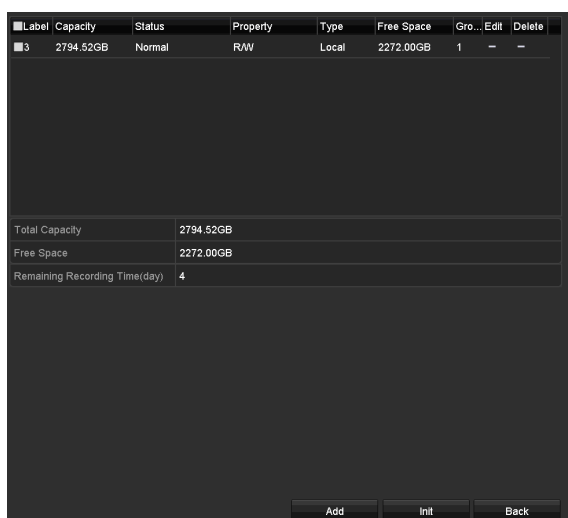 Label Capacity Status Property Type Free Space Gro... Edit Delete
3 2794.52GB Normal R/W Local 2272.00GB 1 – –
Total Capacity 2794.52GB
Free Space 2272.00GB
Remaining Recording Time(day) 4
Add Init Back